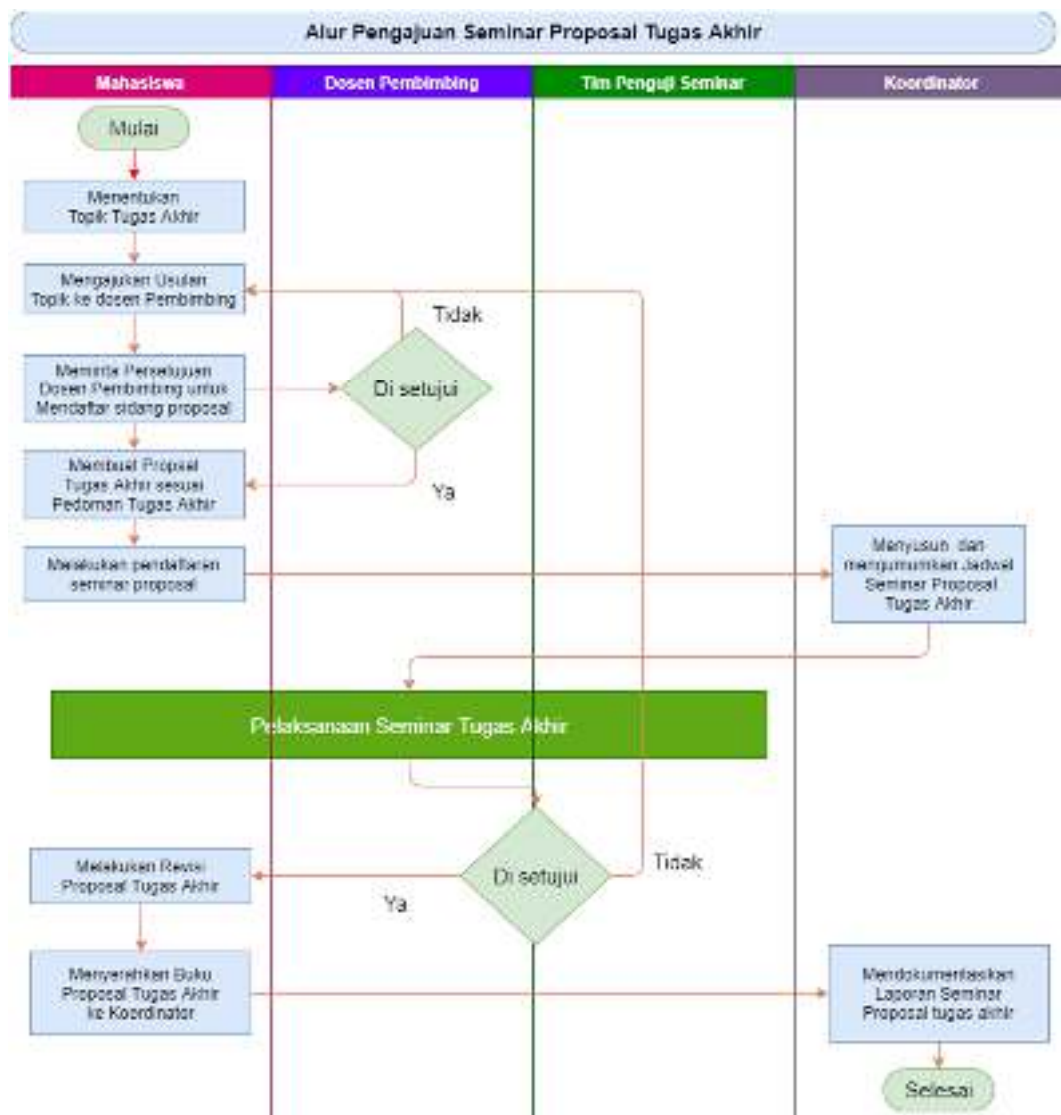 Alur Pengajuan Seminar Proposal Tugas Akhir
Mahasiswa
Dosen Pembimbing
Tim Penguji Seminar
Koordinator
Mulai
Menentukan
Topik Tugas Akhir
Mengajukan Usulan
Topik ke dosen Pembimbing
Tidak
Meminta Persetujuan
Dosen Pembimbing untuk
Mendaftar sidang proposal
Di setujui
Membuat Propsal
Tugas Akhir sesuai
Pedoman Tugas Akhir
Ya
Melakukan pendaftaran
seminar proposal
Menyusun dan
mengumumkan Jadwal
Seminar Proposal
Tugas Akhir
Pelaksanaan Seminar Tugas Akhir
Melakukan Revisi
Proposal Tugas Akhir
Ya
Di setujui
Tidak
Menyerahkan Buku
Proposal Tugas Akhir
ke Koordinator
Mendokumentasikan
Laporan Seminar
Proposal tugas akhir
Selesai